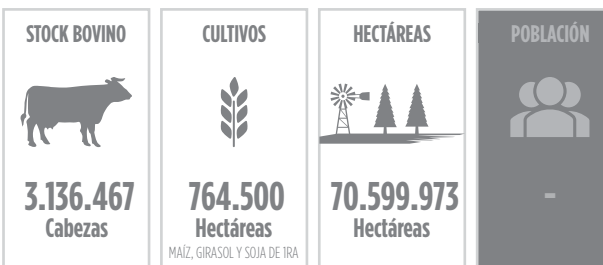 STOCK BOVINO
3.136.467
Cabezas
CULTIVOS
764.500
Hectáreas
MAÍZ, GIRASOL Y SOJA DE 1RA
HECTÁREAS
70.599.973
Hectáreas
POBLACIÓN
-